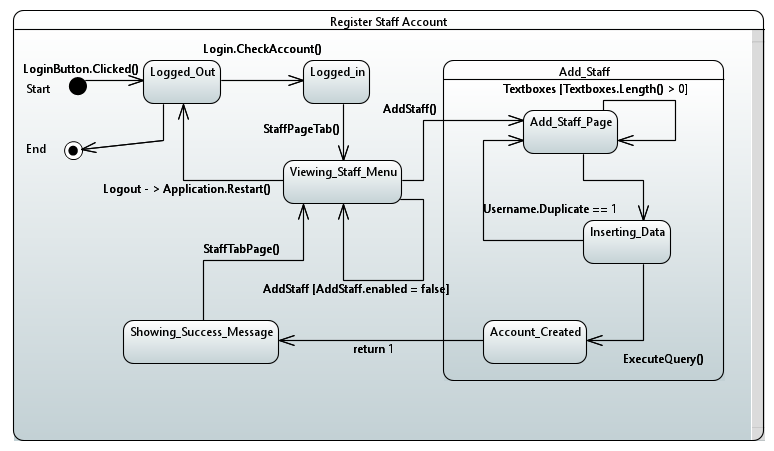 Register Staff Account
Login.CheckAccount()
LoginButton.Clicked()
Start
Logged_Out
Logged_in
Add_Staff
Textboxes [Textboxes.Length() > 0]
AddStaff()
Add_Staff_Page
StaffPageTab()
End
Viewing_Staff_Menu
Logout - > Application.Restart()
Username.Duplicate == 1
Inserting_Data
StaffTabPage()
AddStaff [AddStaff.enabled = false]
Showing_Success_Message
Account_Created
return 1
ExecuteQuery()